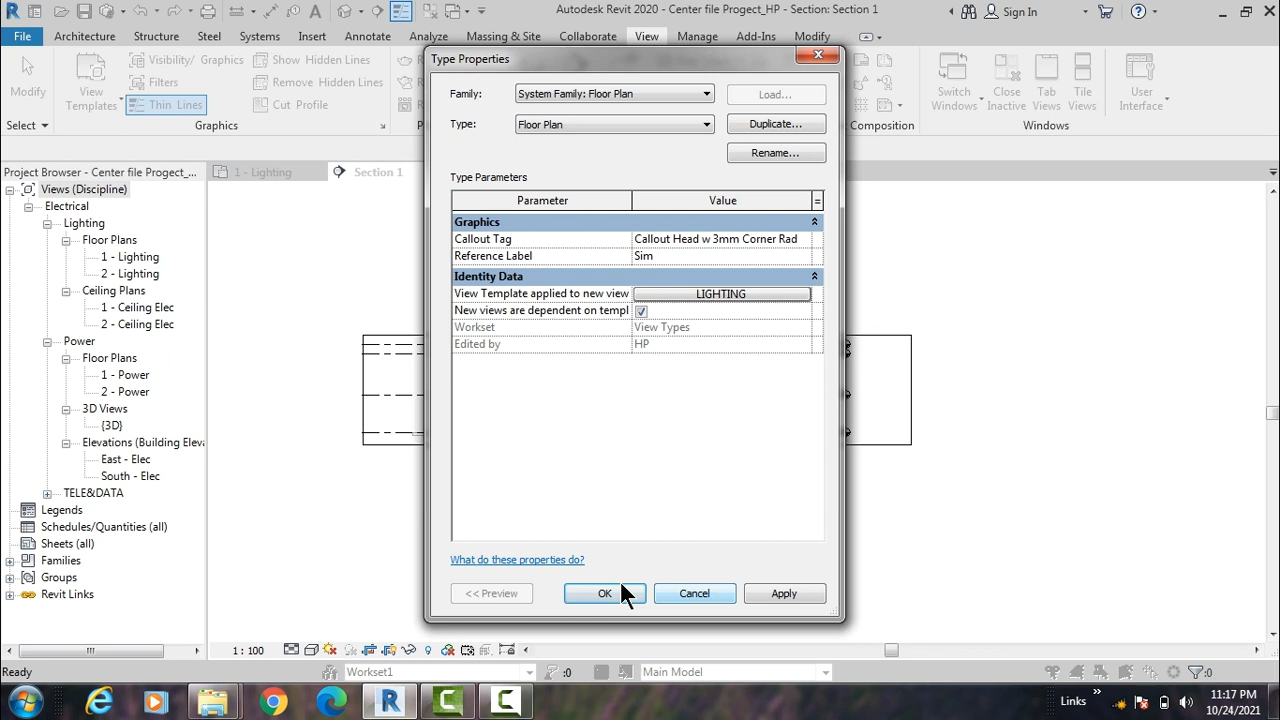 Autodesk Revit 2020 - Center file Progect_HP - Section: Section 1
Sign In
File Architecture Structure Steel Systems Insert Annotate Analyze Massing & Site Collaborate View Manage Add-Ins Modify
Modify
View Templates
Visibility/ Graphics
Filters
Thin Lines
Show Hidden Lines
Remove Hidden Lines
Cut Profile
Switch Windows
Close Inactive
Tab Views
Tile Views
User Interface
Select
Graphics
Composition
Windows
Project Browser - Center file Progect_...
Views (Discipline)
Electrical
Lighting
Floor Plans
1 - Lighting
2 - Lighting
Ceiling Plans
1 - Ceiling Elec
2 - Ceiling Elec
Power
Floor Plans
1 - Power
2 - Power
3D Views
{3D}
Elevations (Building Eleva
East - Elec
South - Elec
TELE&DATA
Legends
Schedules/Quantities (all)
Sheets (all)
Families
Groups
Revit Links
1 - Lighting
Section 1
Type Properties
Family: System Family: Floor Plan Load...
Type: Floor Plan Duplicate...
Rename...
Type Parameters
Parameter Value =
Graphics
Callout Tag Callout Head w 3mm Corner Rad
Reference Label Sim
Identity Data
View Template applied to new view LIGHTING
New views are dependent on templ
Workset View Types
Edited by HP
What do these properties do?
<< Preview OK Cancel Apply
1 : 100
Ready
Workset1
:0
Main Model
:0
Links
11:17 PM
10/24/2021